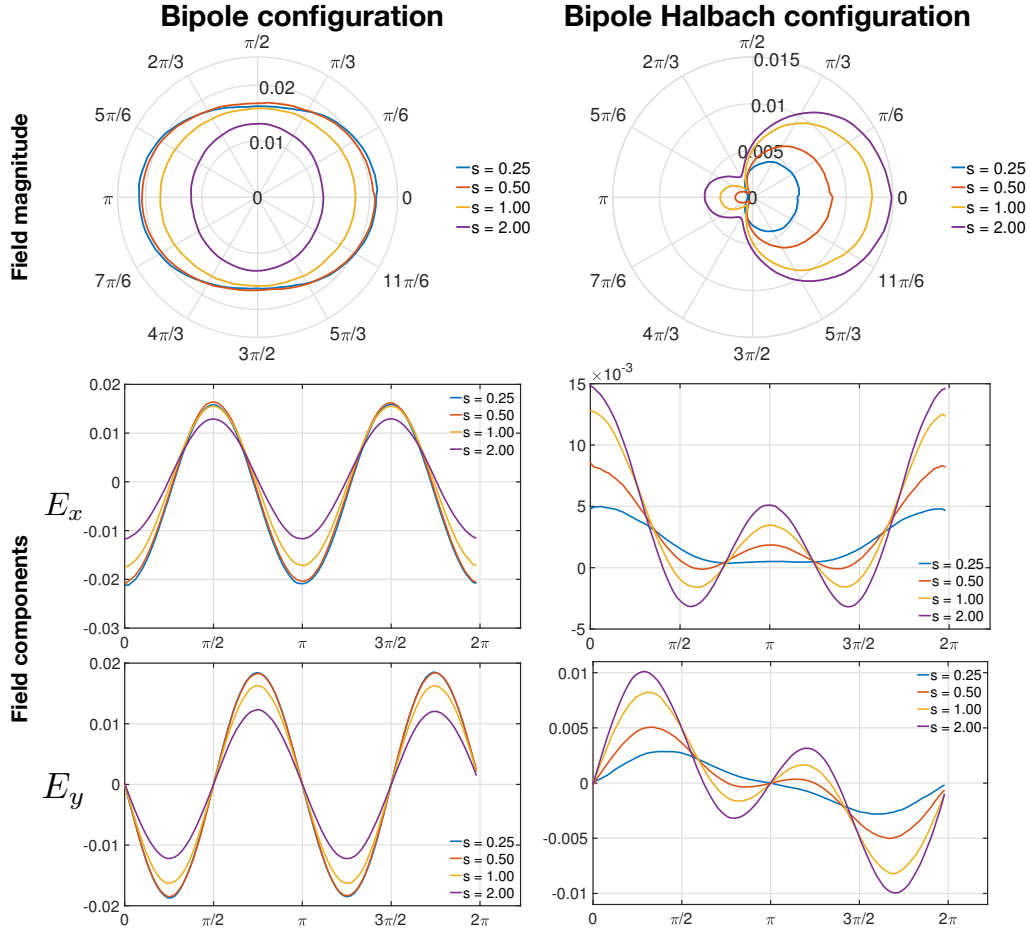 Bipole configuration
Bipole Halbach configuration
Field magnitude
π/2
π/3
π/6
0
11π/6
5π/3
3π/2
4π/3
7π/6
π
5π/6
2π/3
0.02
0.01
0
s = 0.25
s = 0.50
s = 1.00
s = 2.00
π/2
π/3
π/6
0
11π/6
5π/3
3π/2
4π/3
7π/6
π
5π/6
2π/3
0.015
0.01
0.005
0
s = 0.25
s = 0.50
s = 1.00
s = 2.00
Field components
E_x
0.02
0.01
0
-0.01
-0.02
-0.03
0 π/2 π 3π/2 2π
s = 0.25
s = 0.50
s = 1.00
s = 2.00
×10⁻³
15
10
5
0
-5
0 π/2 π 3π/2 2π
s = 0.25
s = 0.50
s = 1.00
s = 2.00
E_y
0.02
0.01
0
-0.01
-0.02
0 π/2 π 3π/2 2π
s = 0.25
s = 0.50
s = 1.00
s = 2.00
0.01
0.005
0
-0.005
-0.01
0 π/2 π 3π/2 2π
s = 0.25
s = 0.50
s = 1.00
s = 2.00